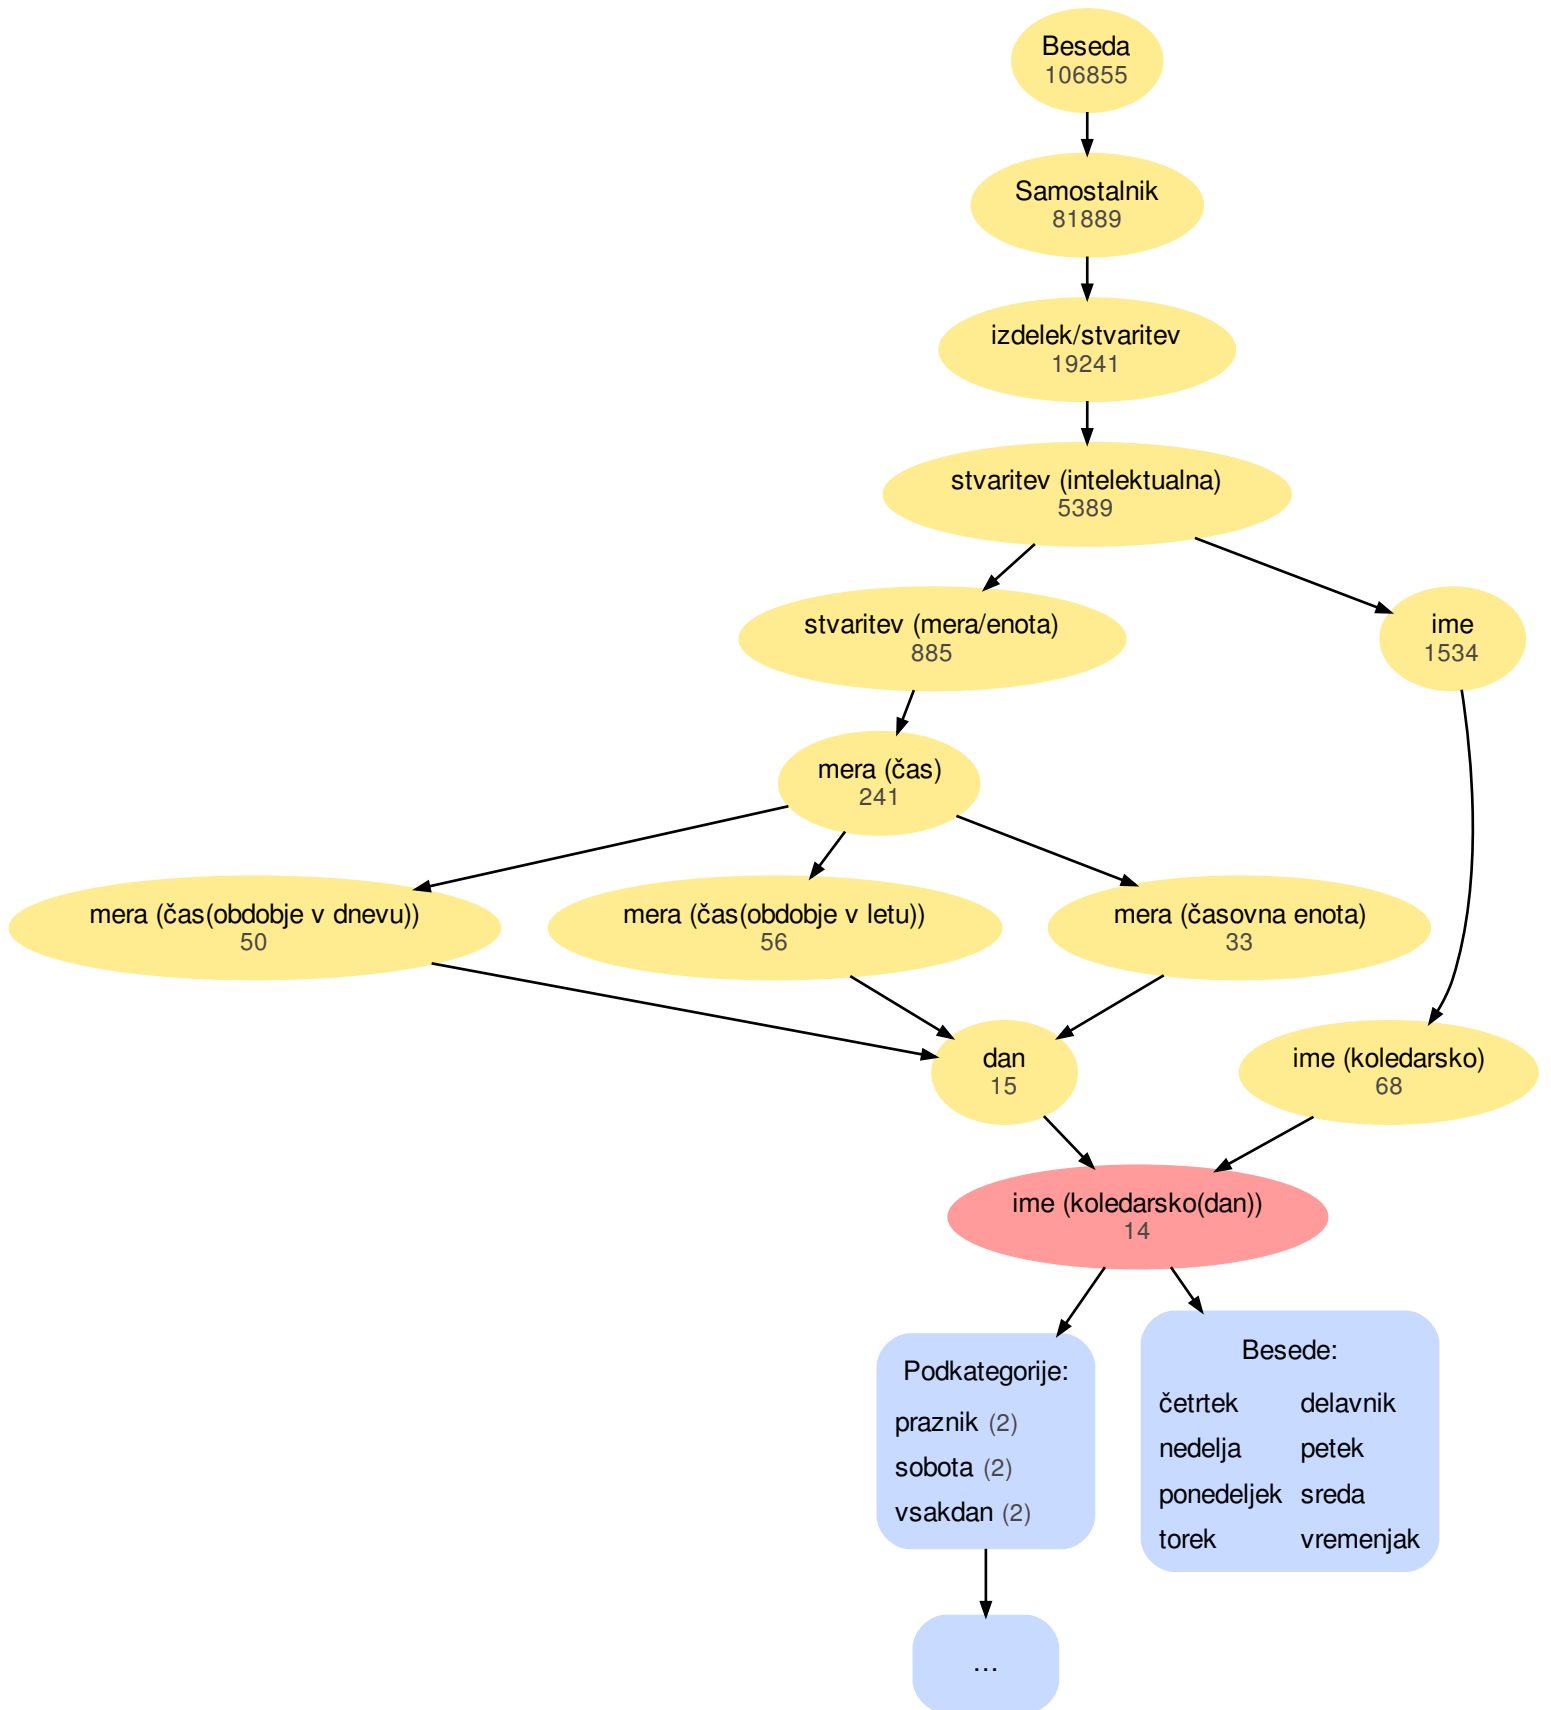 Beseda
106855
Samostalnik
81889
izdelek/stvaritev
19241
stvaritev (intelektualna)
5389
stvaritev (mera/enota)
885
ime
1534
mera (čas)
241
mera (čas(obdobje v dnevu))
50
mera (čas(obdobje v letu))
56
mera (časovna enota)
33
dan
15
ime (koledarsko)
68
ime (koledarsko(dan))
14
Podkategorije:
praznik (2)
sobota (2)
vsakdan (2)
Besede:
četrtek delavnik
nedelja petek
ponedeljek sreda
torek vremenjak
...